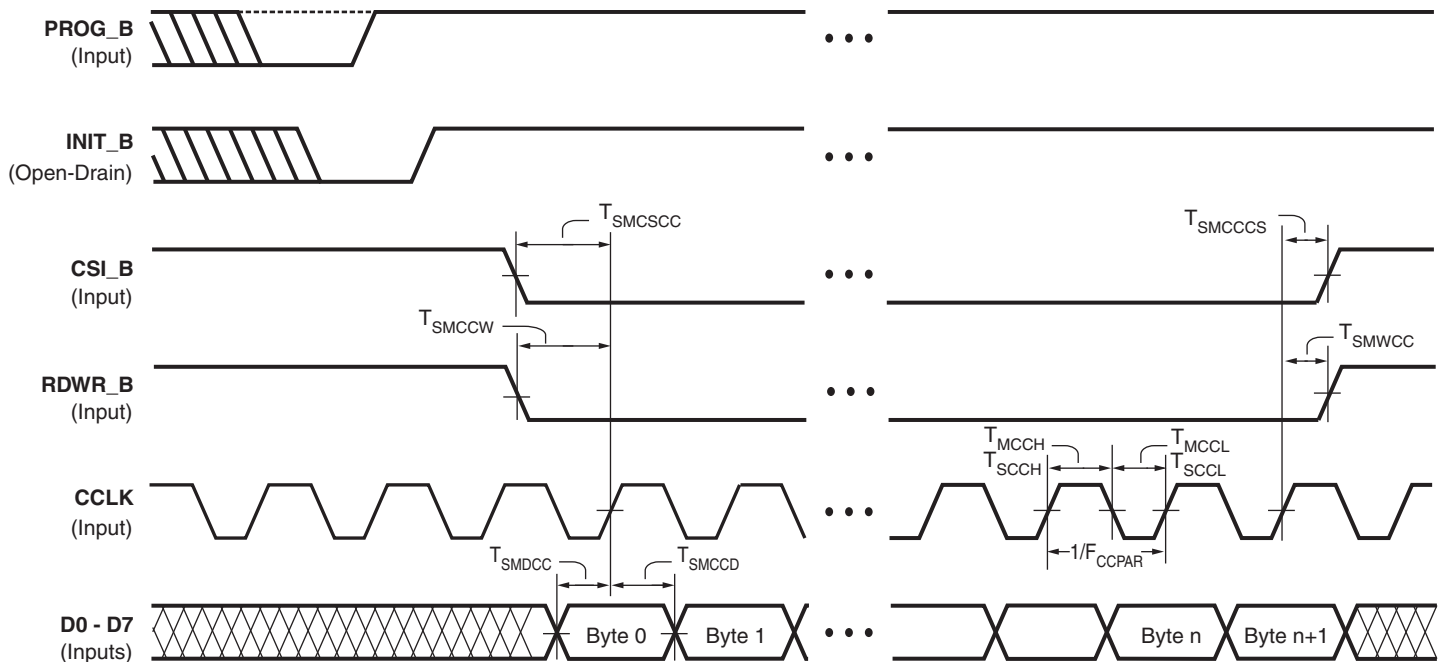 PROG_B
(Input)
INIT_B
(Open-Drain)
T_SMCSCC
T_SMCCCS
CSI_B
(Input)
T_SMCCW
T_SMWCC
RDWR_B
(Input)
T_MCCH
T_SCCH
T_MCCL
T_SCCL
CCLK
(Input)
1/F_CCPAR
T_SMDCC
T_SMCCD
D0 - D7
(Inputs)
Byte 0
Byte 1
Byte n
Byte n+1